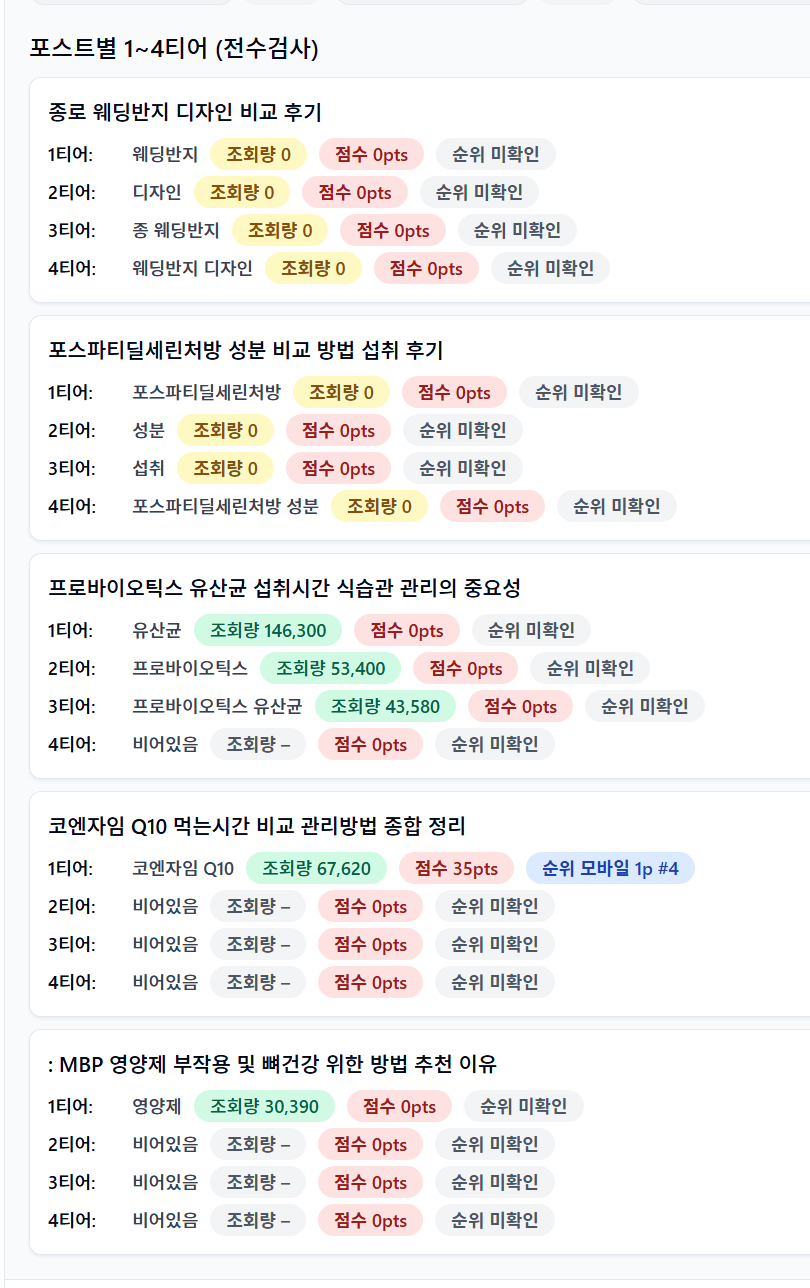 포스트별 1~4티어 (전수검사)
종로 웨딩반지 디자인 비교 후기
1티어: 웨딩반지 조회량 0 점수 0pts 순위 미확인
2티어: 디자인 조회량 0 점수 0pts 순위 미확인
3티어: 종 웨딩반지 조회량 0 점수 0pts 순위 미확인
4티어: 웨딩반지 디자인 조회량 0 점수 0pts 순위 미확인
포스파티딜세린처방 성분 비교 방법 섭취 후기
1티어: 포스파티딜세린처방 조회량 0 점수 0pts 순위 미확인
2티어: 성분 조회량 0 점수 0pts 순위 미확인
3티어: 섭취 조회량 0 점수 0pts 순위 미확인
4티어: 포스파티딜세린처방 성분 조회량 0 점수 0pts 순위 미확인
프로바이오틱스 유산균 섭취시간 식습관 관리의 중요성
1티어: 유산균 조회량 146,300 점수 0pts 순위 미확인
2티어: 프로바이오틱스 조회량 53,400 점수 0pts 순위 미확인
3티어: 프로바이오틱스 유산균 조회량 43,580 점수 0pts 순위 미확인
4티어: 비어있음 조회량 – 점수 0pts 순위 미확인
코엔자임 Q10 먹는시간 비교 관리방법 종합 정리
1티어: 코엔자임 Q10 조회량 67,620 점수 35pts 순위 모바일 1p #4
2티어: 비어있음 조회량 – 점수 0pts 순위 미확인
3티어: 비어있음 조회량 – 점수 0pts 순위 미확인
4티어: 비어있음 조회량 – 점수 0pts 순위 미확인
: MBP 영양제 부작용 및 뼈건강 위한 방법 추천 이유
1티어: 영양제 조회량 30,390 점수 0pts 순위 미확인
2티어: 비어있음 조회량 – 점수 0pts 순위 미확인
3티어: 비어있음 조회량 – 점수 0pts 순위 미확인
4티어: 비어있음 조회량 – 점수 0pts 순위 미확인